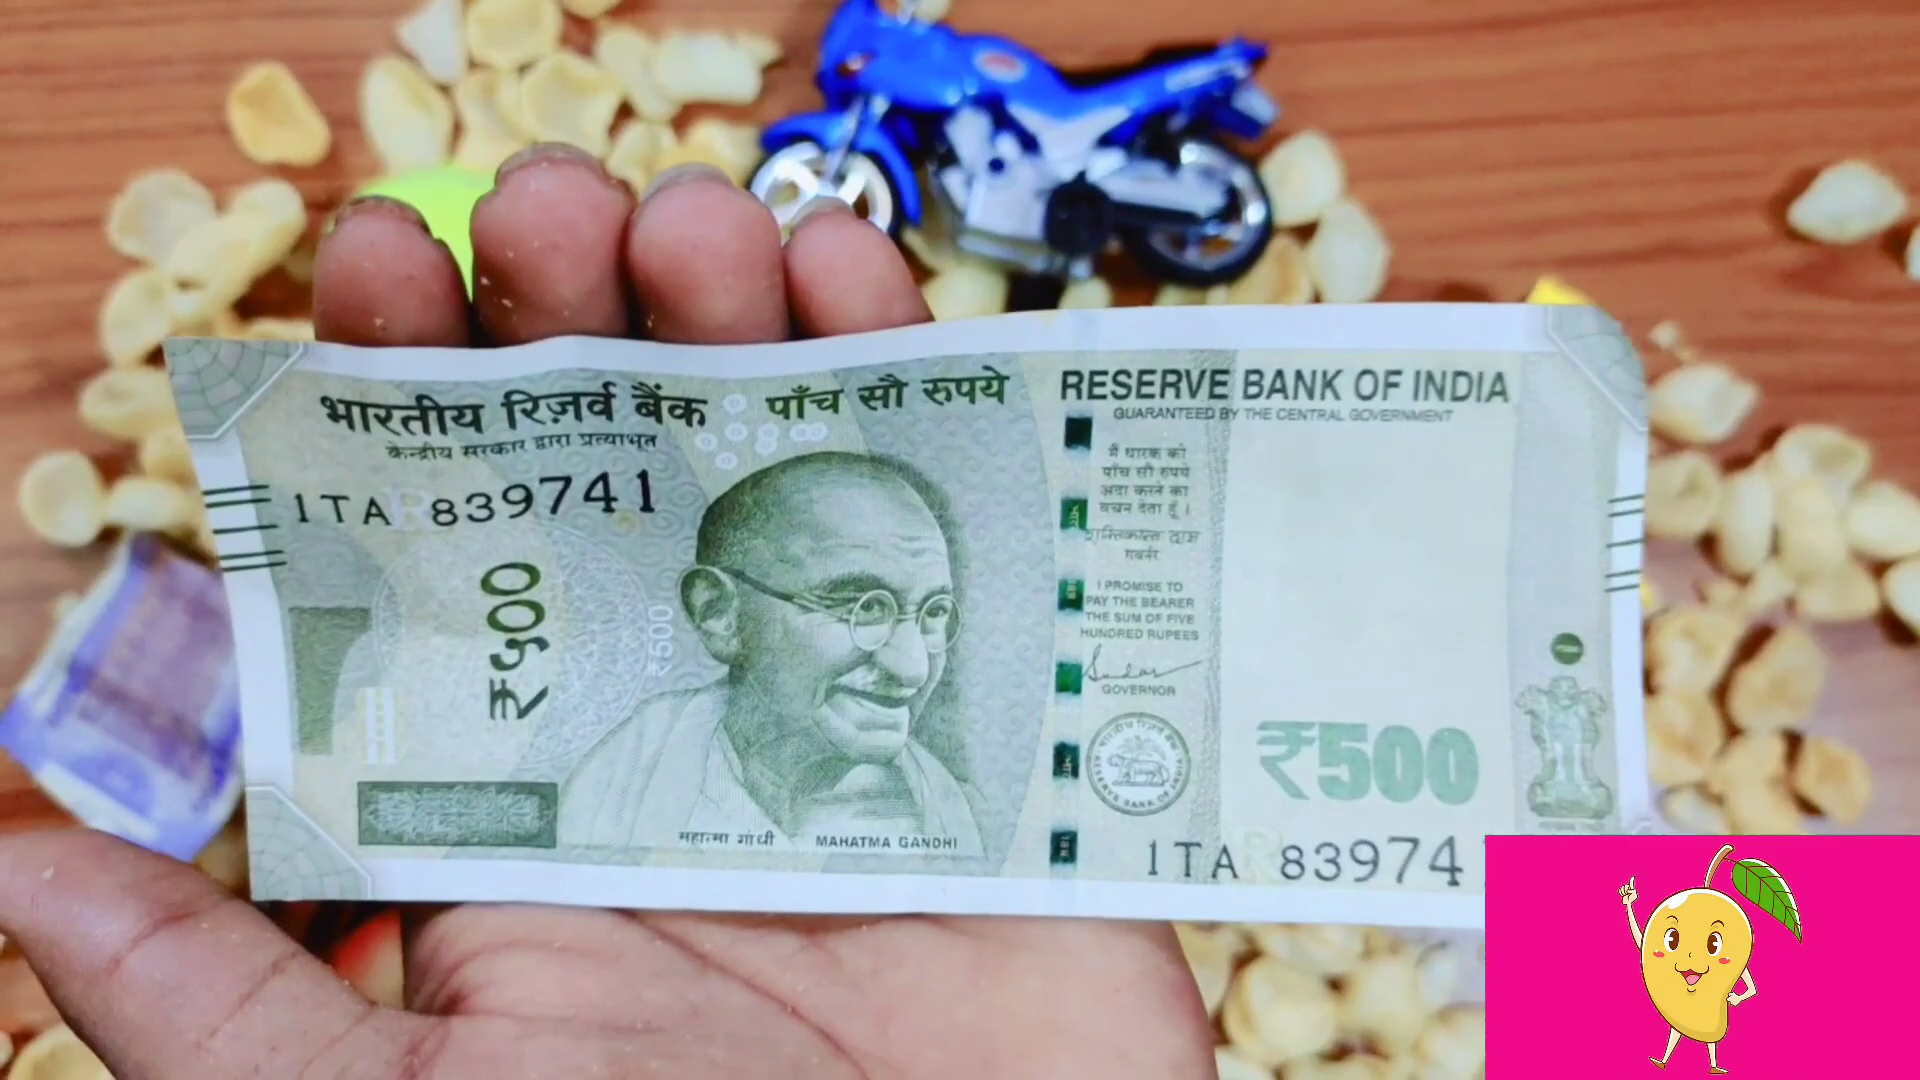 भारतीय रिज़र्व बैंक
केन्द्रीय सरकार द्वारा प्रत्याभूत
पाँच सौ रुपये
RESERVE BANK OF INDIA
GUARANTEED BY THE CENTRAL GOVERNMENT
1TA 839741
₹५००
₹500
मैं धारक को
पाँच सौ रुपये
अदा करने का
वचन देता हूँ ।
शक्तिकान्त दास
गवर्नर
I PROMISE TO
PAY THE BEARER
THE SUM OF FIVE
HUNDRED RUPEES
GOVERNOR
₹500
महात्मा गांधी
MAHATMA GANDHI
1TA 83974